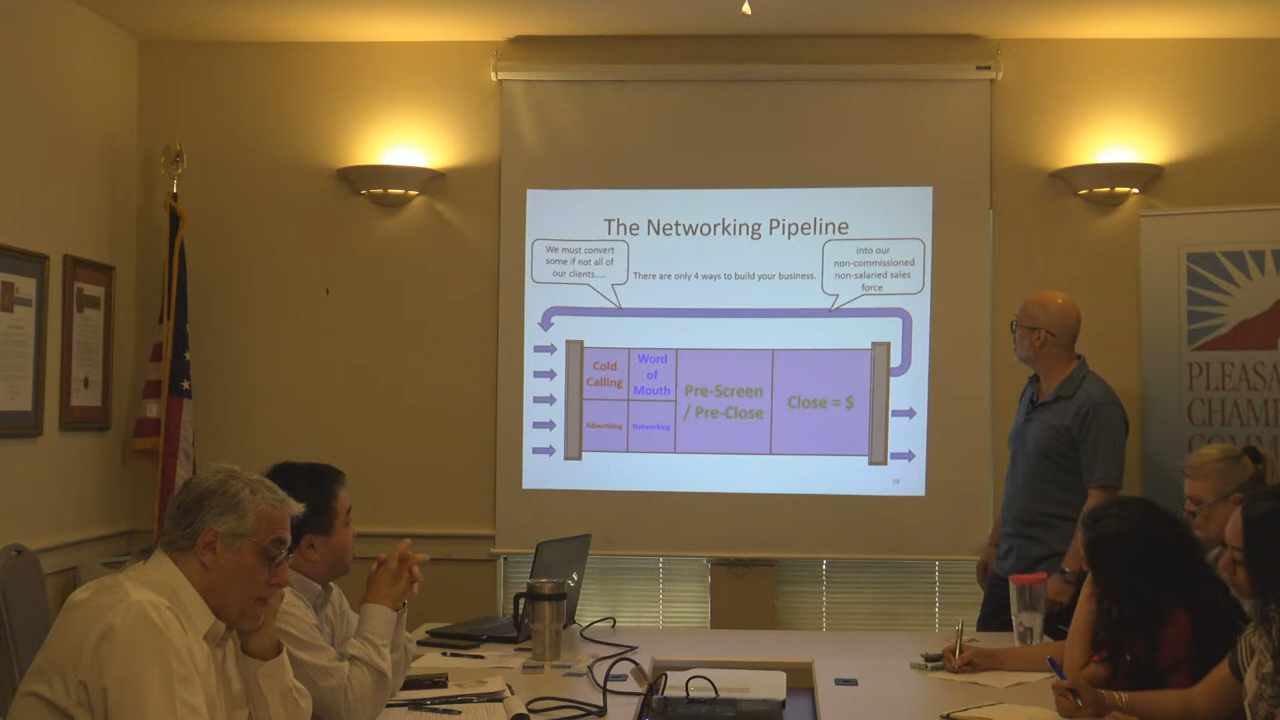 The Networking Pipeline
We must convert
some if not all of
our clients.....
There are only 4 ways to build your business.
into our
non-commissioned
non-salaried sales
force
Cold
Calling
Word
of
Mouth
Advertising
Networking
Pre-Screen
/ Pre-Close
Close = $
PLEASA
CHAM
COMM